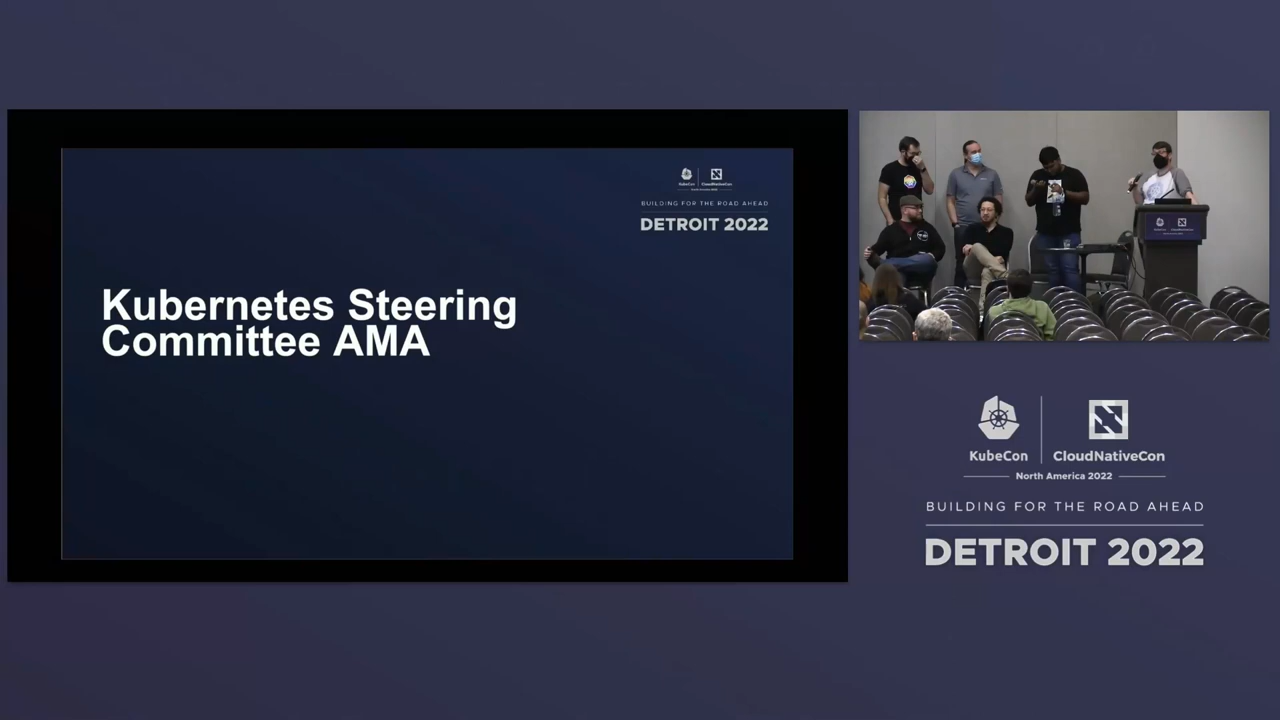 KubeCon
CloudNativeCon
BUILDING FOR THE ROAD AHEAD
DETROIT 2022
Kubernetes Steering
Committee AMA
KubeCon
CloudNativeCon
North America 2022
BUILDING FOR THE ROAD AHEAD
DETROIT 2022